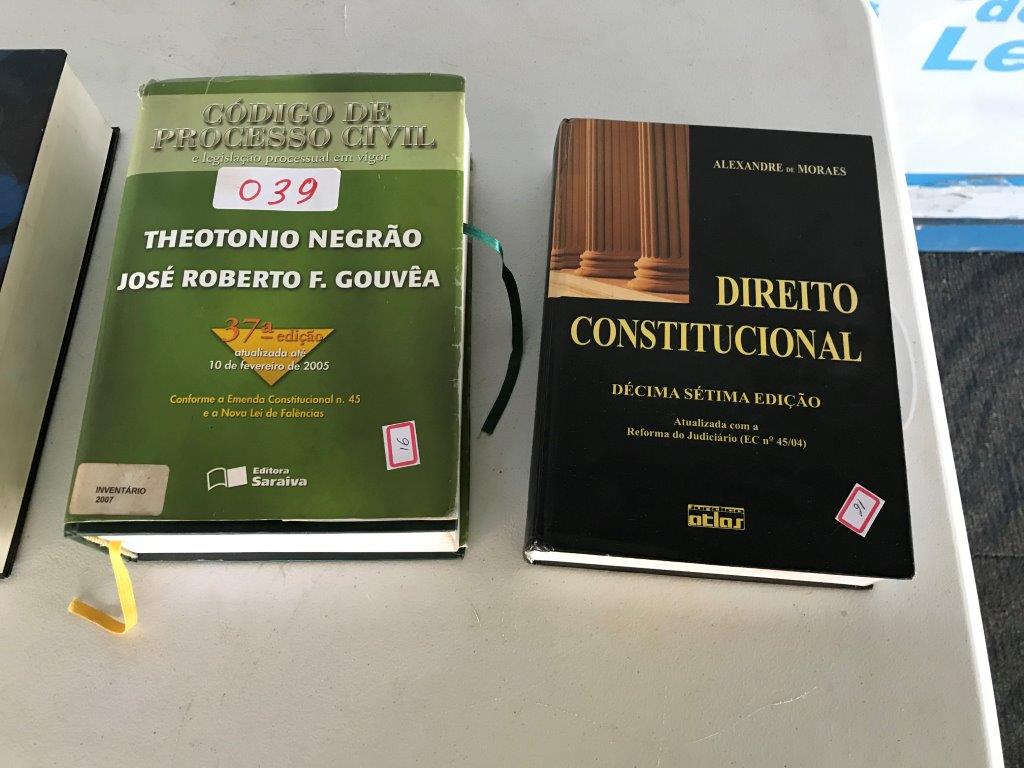 CÓDIGO DE
PROCESSO CIVIL
e legislação processual em vigor
039
THEOTONIO NEGRÃO
JOSÉ ROBERTO F. GOUVÊA
37ª edição
atualizada até
10 de fevereiro de 2005
Conforme a Emenda Constitucional n. 45
e a Nova Lei de Falências
16
Editora
Saraiva
INVENTÁRIO
2007
ALEXANDRE DE MORAES
DIREITO
CONSTITUCIONAL
DÉCIMA SÉTIMA EDIÇÃO
Atualizada com a
Reforma do Judiciário (EC nº 45/04)
atlas
16